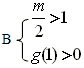 B { m/2 > 1
g(1) > 0